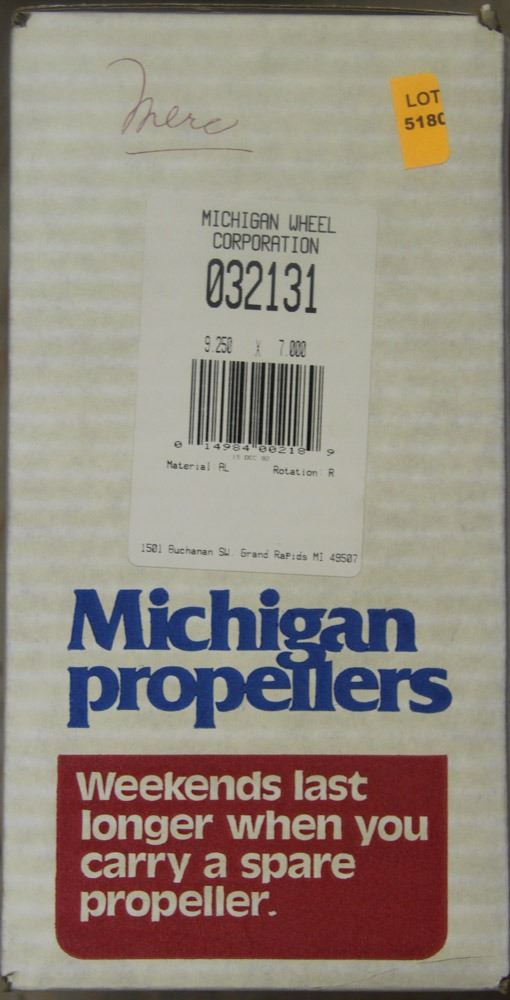 Merc
LOT
5180
MICHIGAN WHEEL
CORPORATION
032131
9.250 X 7.000
0 14984 00218 9
15 DEC 92
Material AL Rotation R
1501 Buchanan SW. Grand Rapids MI 49507
Michigan
propellers
Weekends last
longer when you
carry a spare
propeller.